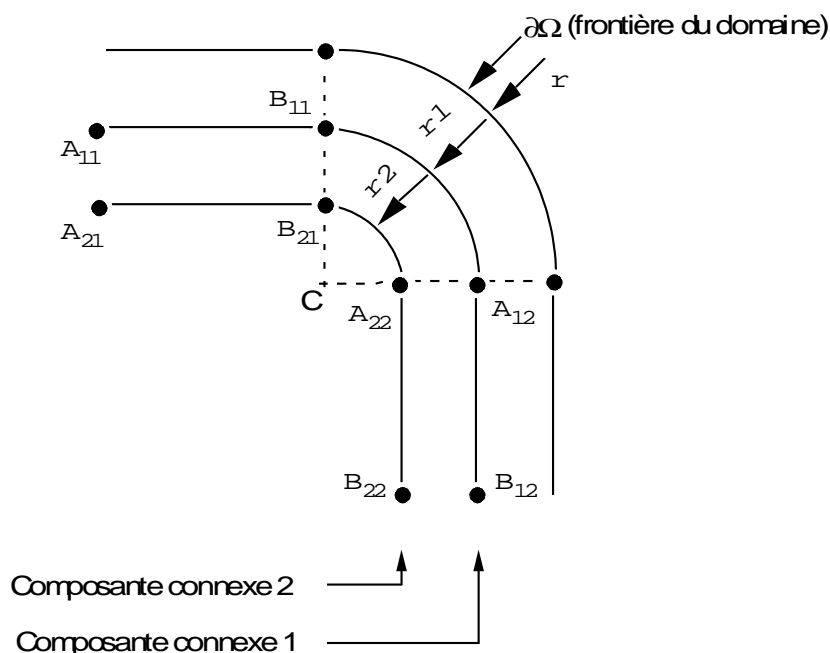 ∂Ω (frontière du domaine)
r
B11
r1
A11
r2
A21
B21
C
A22
A12
B22
B12
Composante connexe 2
Composante connexe 1